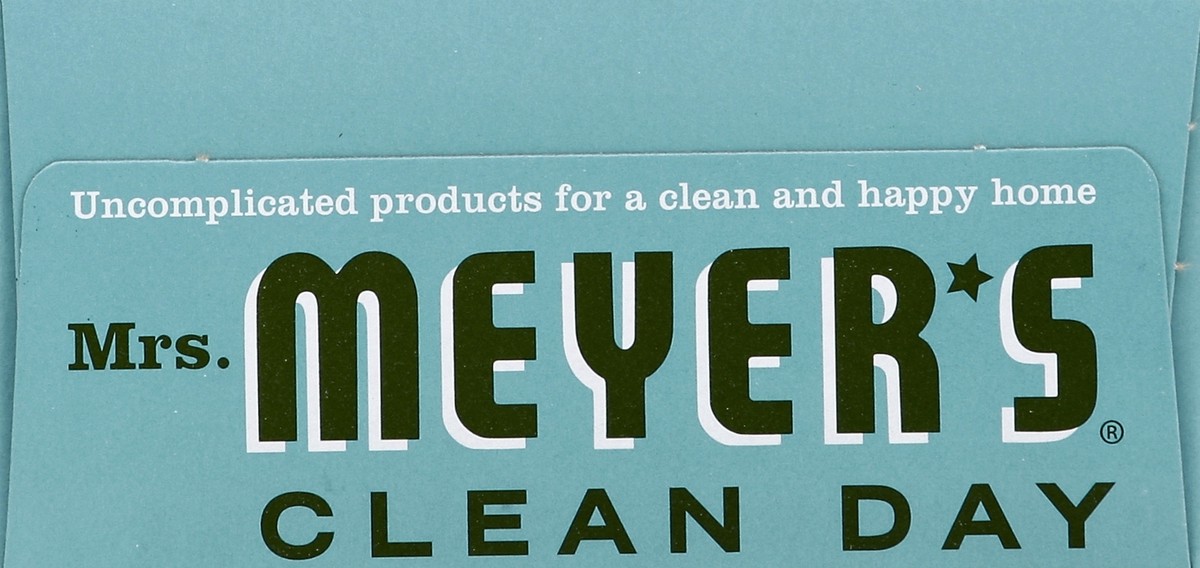 Uncomplicated products for a clean and happy home
Mrs. MEYER'S®
CLEAN DAY